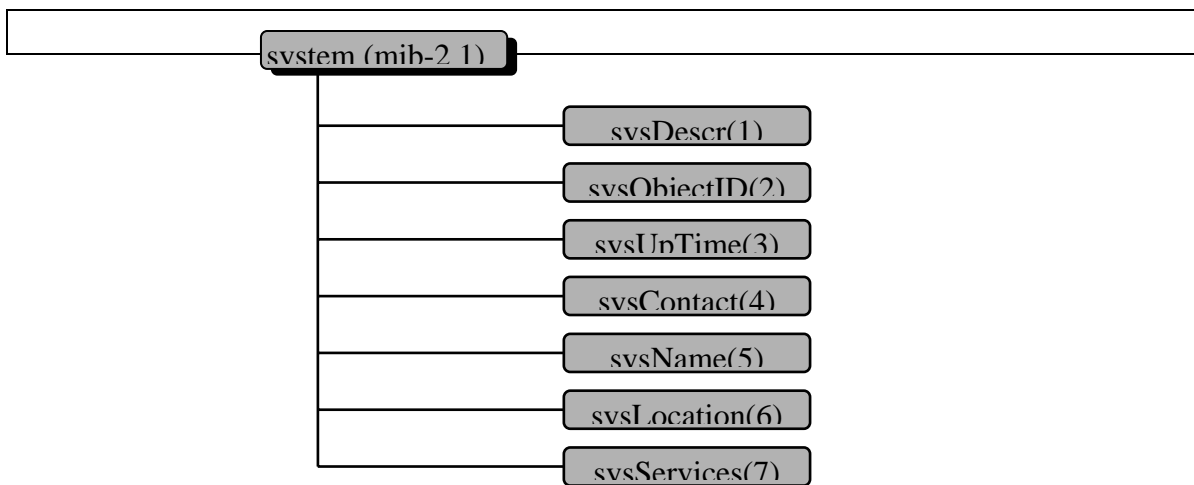 system (mib-2 1)
sysDescr(1)
sysObjectID(2)
sysUpTime(3)
sysContact(4)
sysName(5)
sysLocation(6)
sysServices(7)